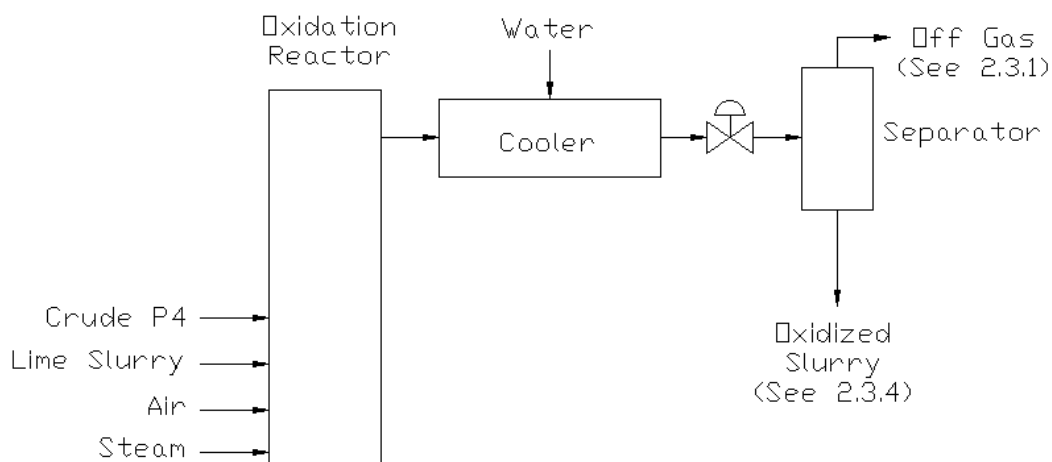 Oxidation
Reactor
Water
Off Gas
(See 2.3.1)
Cooler
Separator
Crude P4
Lime Slurry
Air
Steam
Oxidized
Slurry
(See 2.3.4)